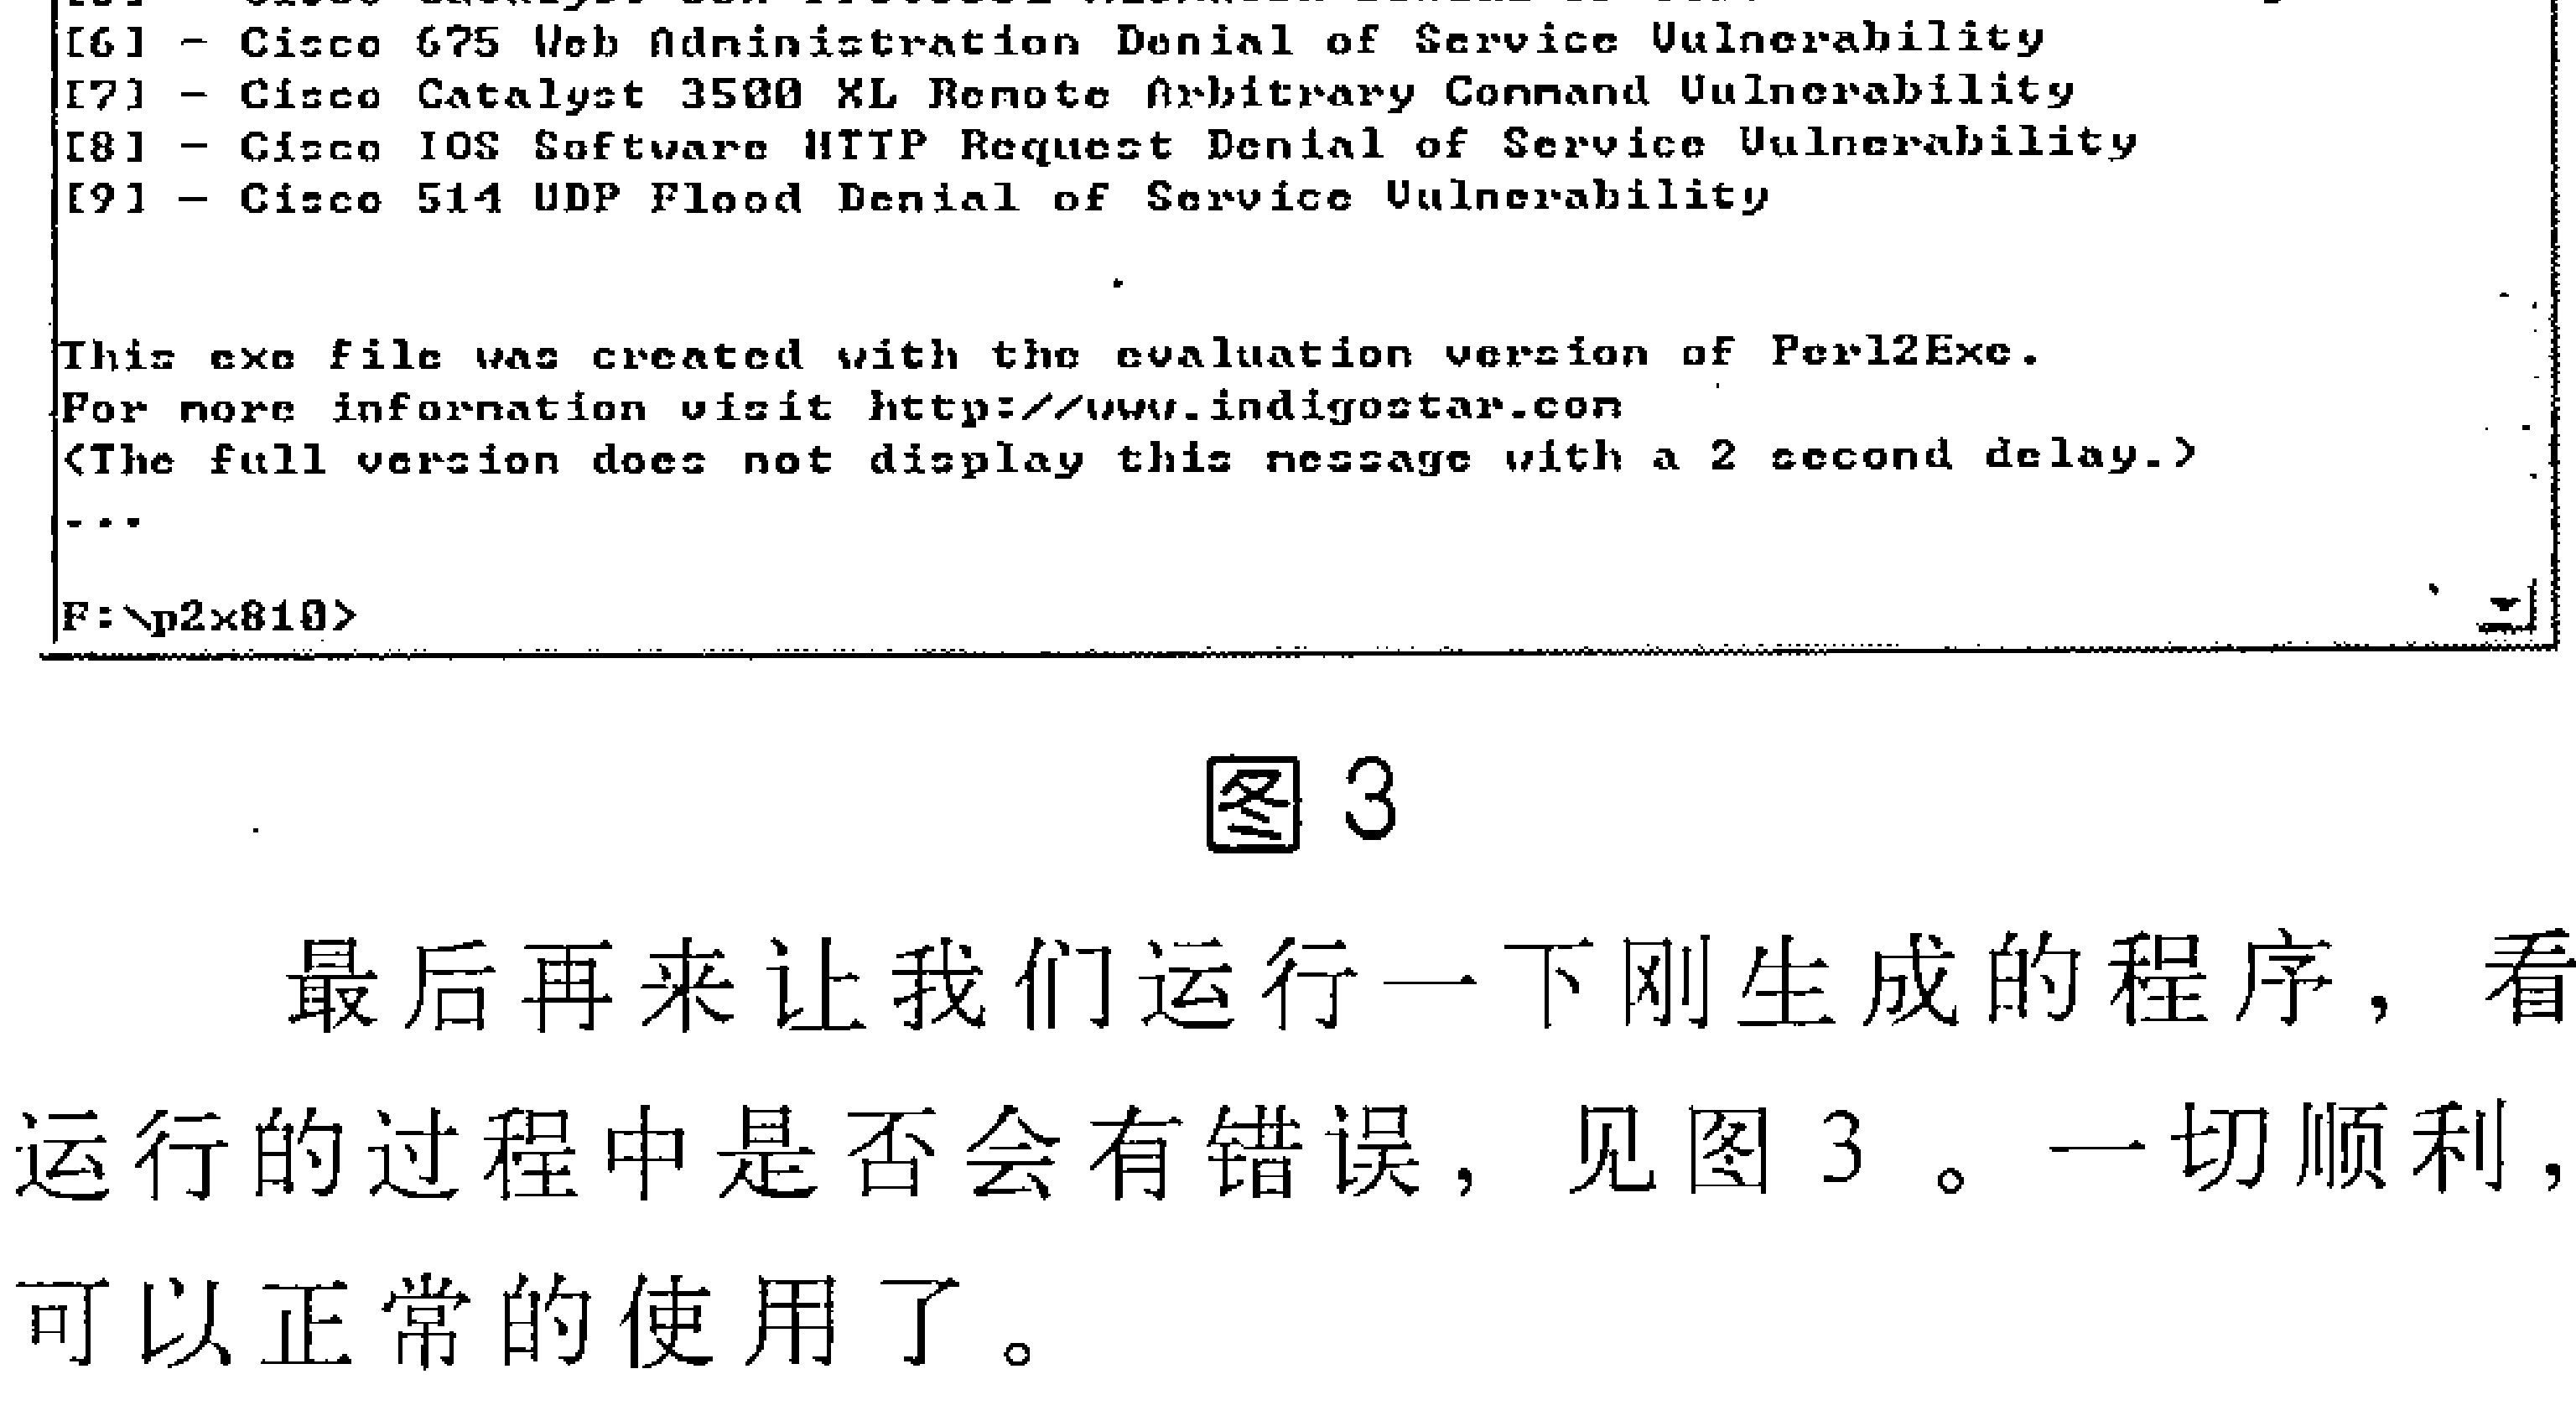 [6] - Cisco 675 Web Administration Denial of Service Vulnerability
[7] - Cisco Catalyst 3500 XL Remote Arbitrary Command Vulnerability
[8] - Cisco IOS Software HTTP Request Denial of Service Vulnerability
[9] - Cisco 514 UDP Flood Denial of Service Vulnerability
This exe file was created with the evaluation version of Perl2Exe.
For more information visit http://www.indigostar.com
(The full version does not display this message with a 2 second delay.)
...
F:\p2x810>
图 3
最后再来让我们运行一下刚生成的程序，看
运行的过程中是否会有错误，见图 3 。一切顺利，
可以正常的使用了。